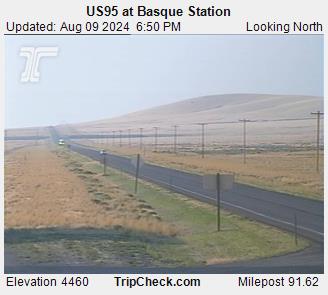 US95 at Basque Station
Updated: Aug 09 2024 6:50 PM Looking North
Elevation 4460 TripCheck.com Milepost 91.62